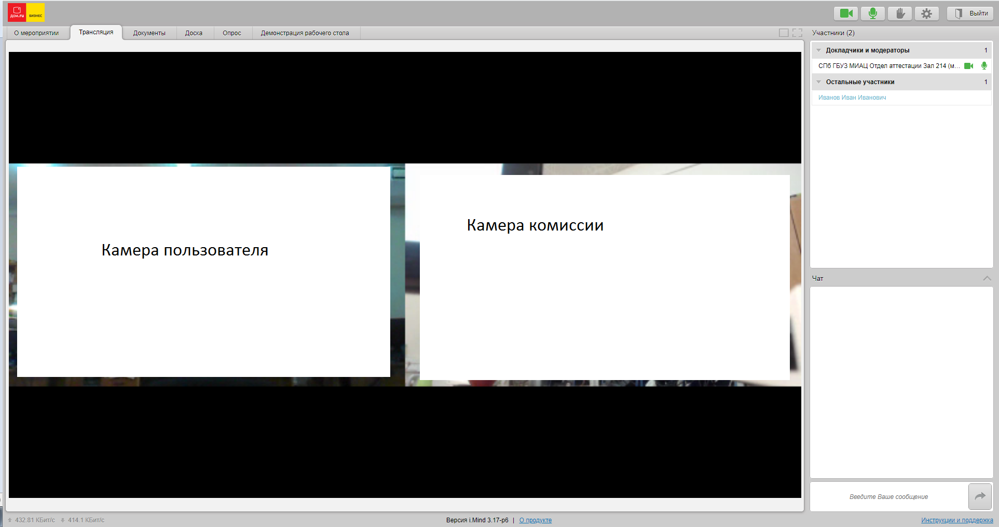 ДОМ.ru БИЗНЕС
Выйти
О мероприятии
Трансляция
Документы
Доска
Опрос
Демонстрация рабочего стола
Участники (2)
Докладчики и модераторы 1
СПб ГБУЗ МИАЦ Отдел аттестации Зал 214 (м...
Остальные участники 1
Иванов Иван Иванович
Камера пользователя
Камера комиссии
Чат
Введите Ваше сообщение
432.81 КБит/с 414.1 КБит/с
Версия i.Mind 3.17-p6 | О продукте
Инструкции и поддержка